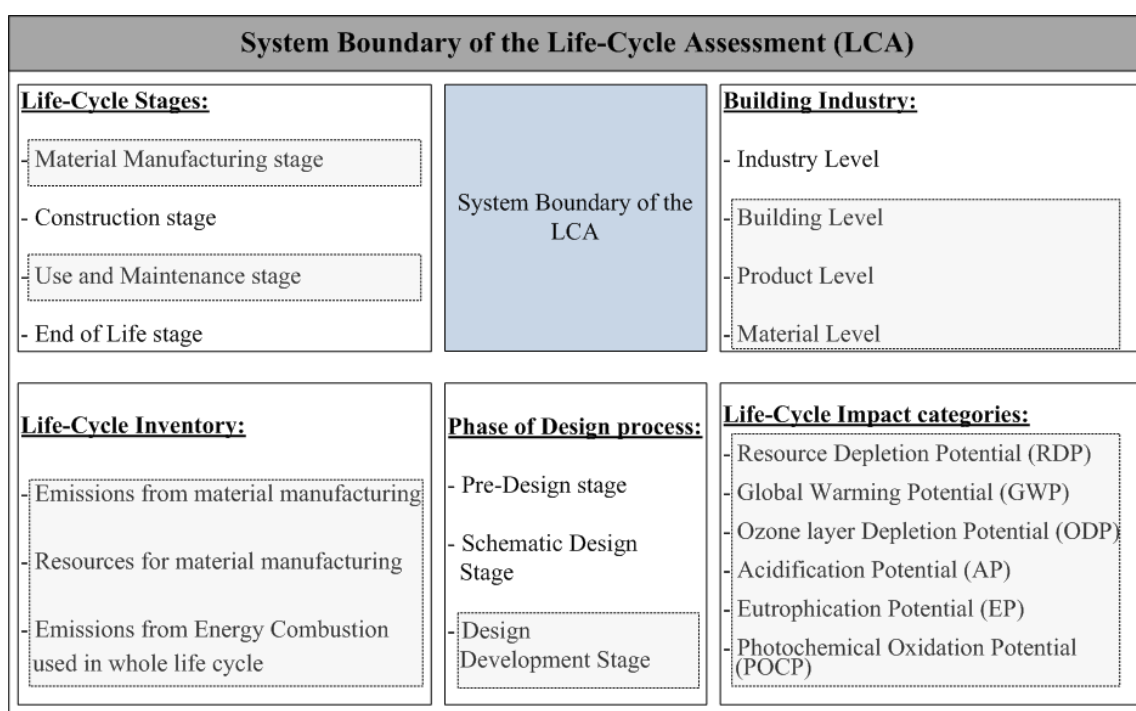 System Boundary of the Life-Cycle Assessment (LCA)
Life-Cycle Stages:
- Material Manufacturing stage
- Construction stage
- Use and Maintenance stage
- End of Life stage
System Boundary of the
LCA
Building Industry:
- Industry Level
- Building Level
- Product Level
- Material Level
Life-Cycle Inventory:
- Emissions from material manufacturing
- Resources for material manufacturing
- Emissions from Energy Combustion
used in whole life cycle
Phase of Design process:
- Pre-Design stage
- Schematic Design
Stage
- Design
Development Stage
Life-Cycle Impact categories:
- Resource Depletion Potential (RDP)
- Global Warming Potential (GWP)
- Ozone layer Depletion Potential (ODP)
- Acidification Potential (AP)
- Eutrophication Potential (EP)
- Photochemical Oxidation Potential
(POCP)